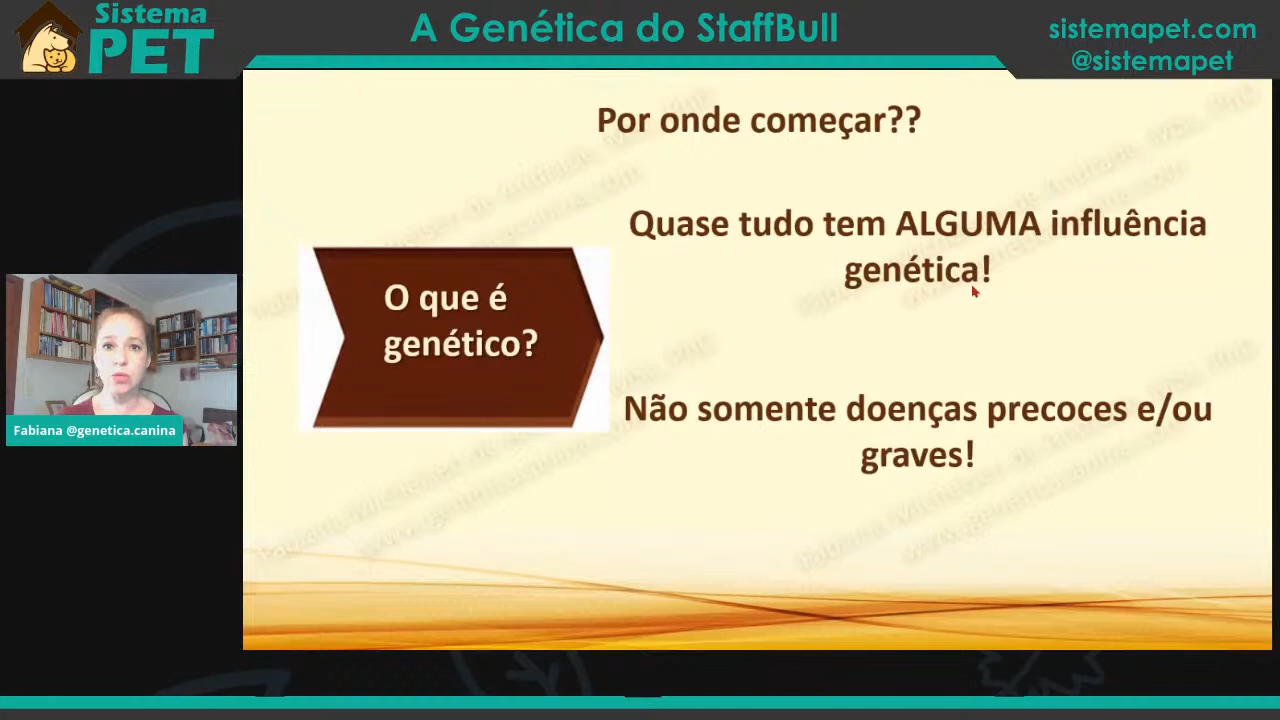 Sistema
PET
A Genética do StaffBull
sistemapet.com
@sistemapet
Por onde começar??
Quase tudo tem ALGUMA influência
genética!
O que é
genético?
Não somente doenças precoces e/ou
graves!
Fabiana @genetica.canina